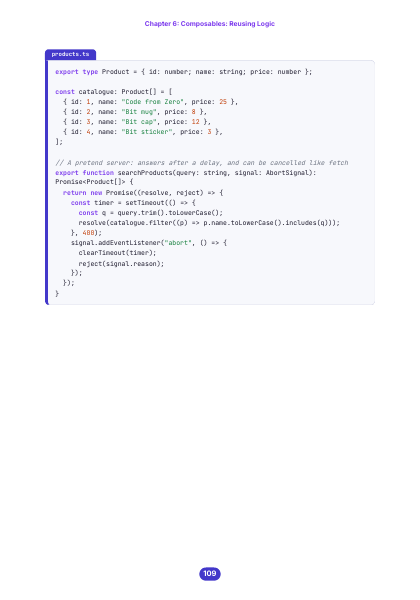 Chapter 6: Composables: Reusing Logic
products.ts
export type Product = { id: number; name: string; price: number };
const catalogue: Product[] = [
{ id: 1, name: "Code from Zero", price: 25 },
{ id: 2, name: "Bit mug", price: 8 },
{ id: 3, name: "Bit cap", price: 12 },
{ id: 4, name: "Bit sticker", price: 3 },
];
// A pretend server: answers after a delay, and can be cancelled like fetch
export function searchProducts(query: string, signal: AbortSignal):
Promise<Product[]> {
return new Promise((resolve, reject) => {
const timer = setTimeout(() => {
const q = query.trim().toLowerCase();
resolve(catalogue.filter((p) => p.name.toLowerCase().includes(q)));
}, 400);
signal.addEventListener("abort", () => {
clearTimeout(timer);
reject(signal.reason);
});
});
}
109